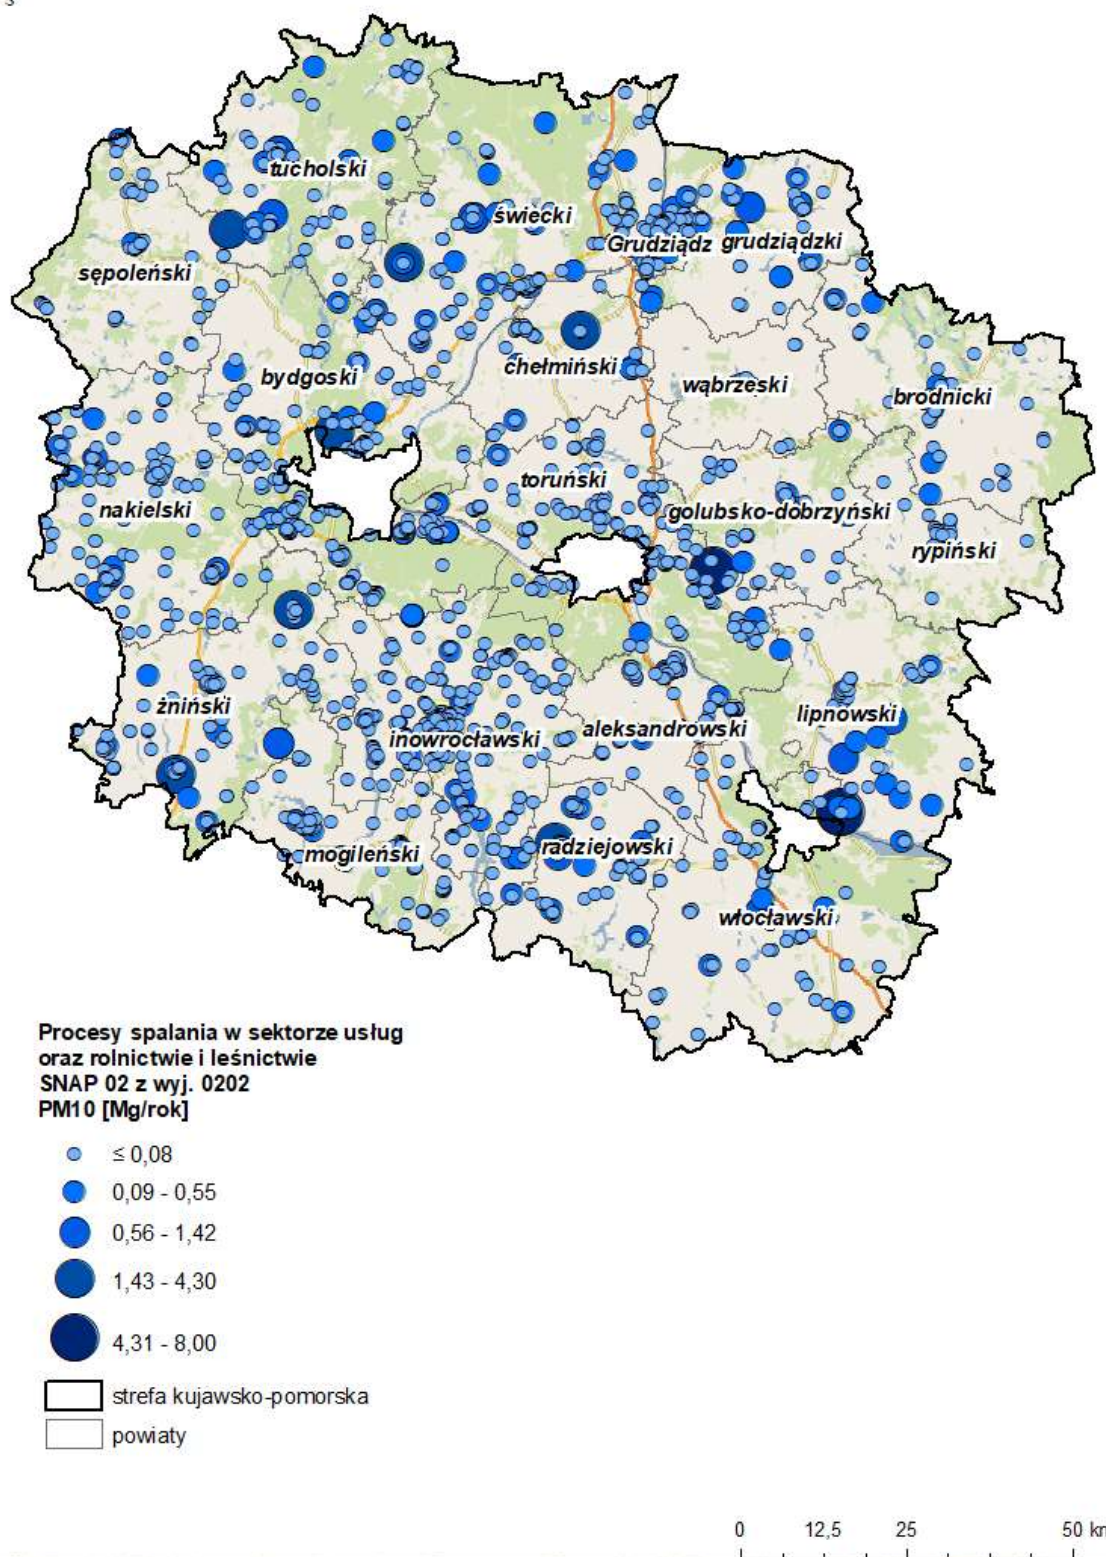 tucholski
świecki
Grudziądz grudziądzki
sępoleński
bydgoski
chełmiński
wąbrzeski
brodnicki
toruński
nakielski
golubsko-dobrzyński
rypiński
żniński
lipnowski
inowrocławski
aleksandrowski
mogileński
radziejowski
włocławski
Procesy spalania w sektorze usług
oraz rolnictwie i leśnictwie
SNAP 02 z wyj. 0202
PM10 [Mg/rok]
≤ 0,08
0,09 - 0,55
0,56 - 1,42
1,43 - 4,30
4,31 - 8,00
strefa kujawsko-pomorska
powiaty
0 12,5 25 50 km